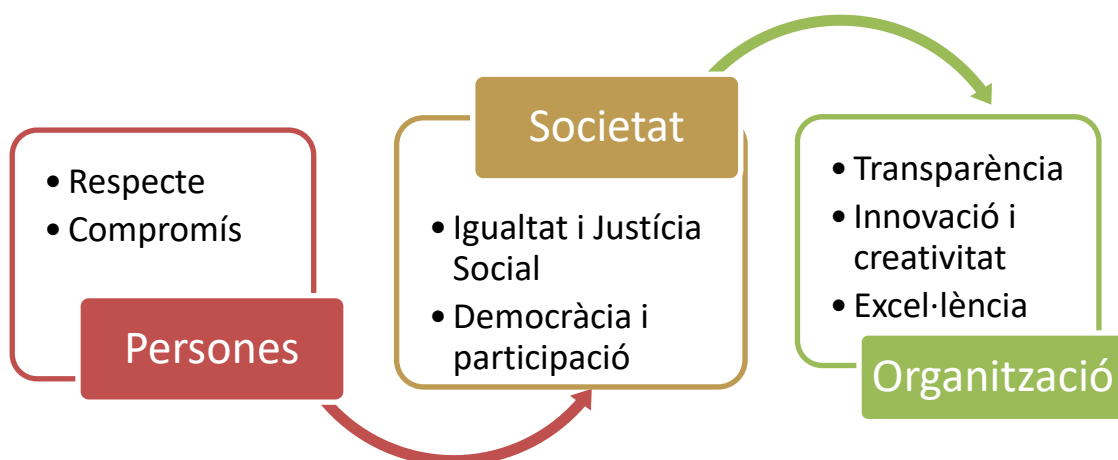 • Respecte
• Compromís
Persones
Societat
• Igualtat i Justícia
Social
• Democràcia i
participació
• Transparència
• Innovació i
creativitat
• Excel·lència
Organització